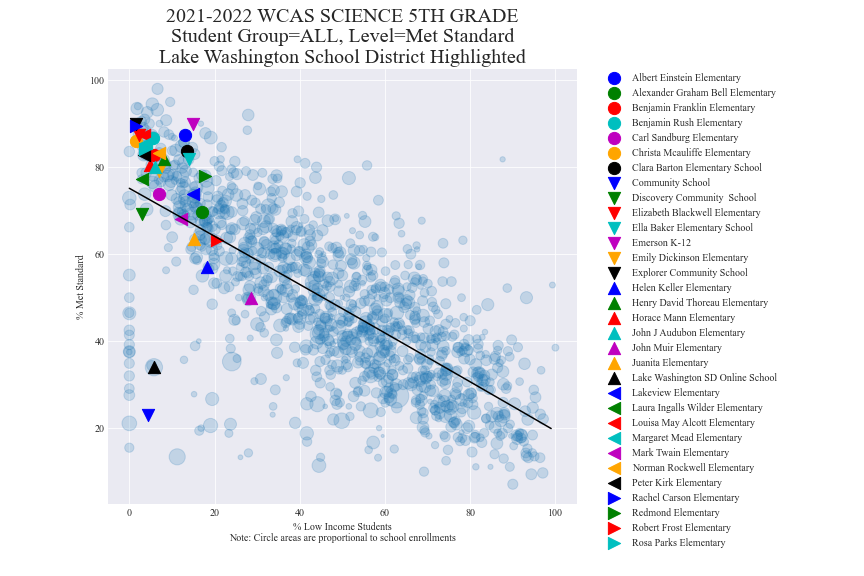 2021-2022 WCAS SCIENCE 5TH GRADE
Student Group=ALL, Level=Met Standard
Lake Washington School District Highlighted
% Met Standard
100
80
60
40
20
0
20
40
60
80
100
% Low Income Students
Note: Circle areas are proportional to school enrollments
Albert Einstein Elementary
Alexander Graham Bell Elementary
Benjamin Franklin Elementary
Benjamin Rush Elementary
Carl Sandburg Elementary
Christa Mcauliffe Elementary
Clara Barton Elementary School
Community School
Discovery Community  School
Elizabeth Blackwell Elementary
Ella Baker Elementary School
Emerson K-12
Emily Dickinson Elementary
Explorer Community School
Helen Keller Elementary
Henry David Thoreau Elementary
Horace Mann Elementary
John J Audubon Elementary
John Muir Elementary
Juanita Elementary
Lake Washington SD Online School
Lakeview Elementary
Laura Ingalls Wilder Elementary
Louisa May Alcott Elementary
Margaret Mead Elementary
Mark Twain Elementary
Norman Rockwell Elementary
Peter Kirk Elementary
Rachel Carson Elementary
Redmond Elementary
Robert Frost Elementary
Rosa Parks Elementary